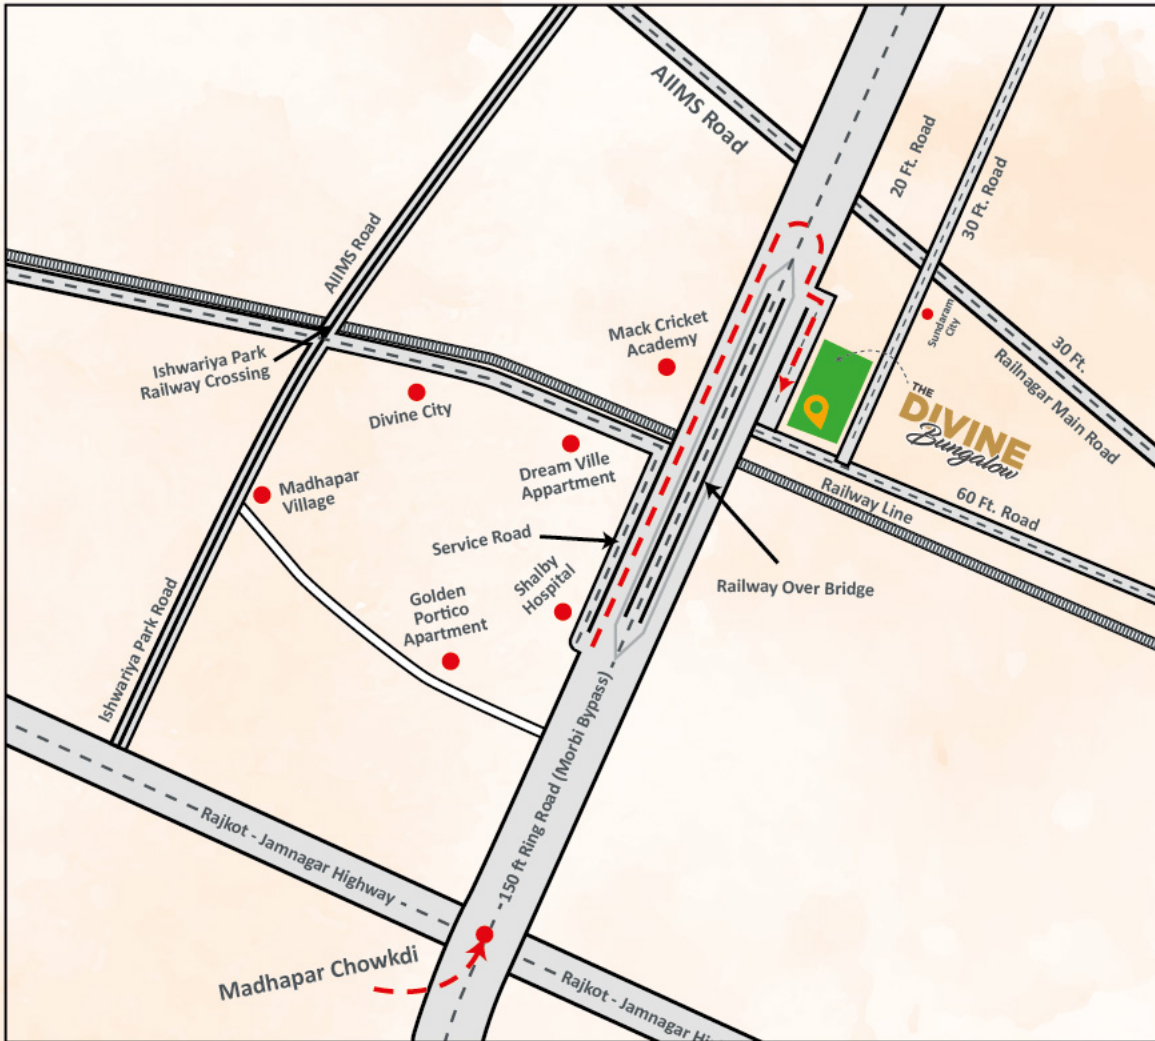 AIIMS Road
20 Ft. Road
30 Ft. Road
AIIMS Road
Sundaram
City
Mack Cricket
Academy
30 Ft.
Railnagar Main Road
Ishwariya Park
Railway Crossing
THE
DIVINE
Bungalow
Divine City
Dream Ville
Appartment
Madhapar
Village
Railway Line
60 Ft. Road
Service Road
Shalby
Hospital
Railway Over Bridge
Golden
Portico
Apartment
Ishwariya Park Road
150 ft Ring Road (Morbi Bypass)
Rajkot - Jamnagar Highway
Madhapar Chowkdi
Rajkot - Jamnagar Hi